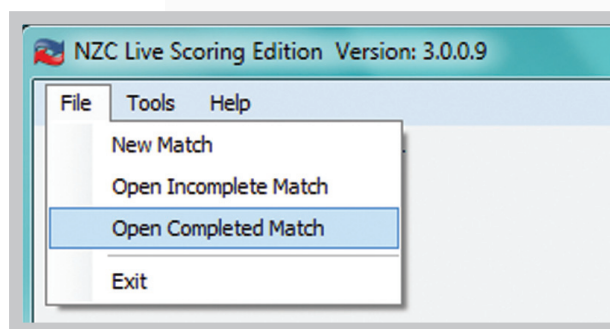 NZC Live Scoring Edition Version: 3.0.0.9
File Tools Help
New Match
Open Incomplete Match
Open Completed Match
Exit